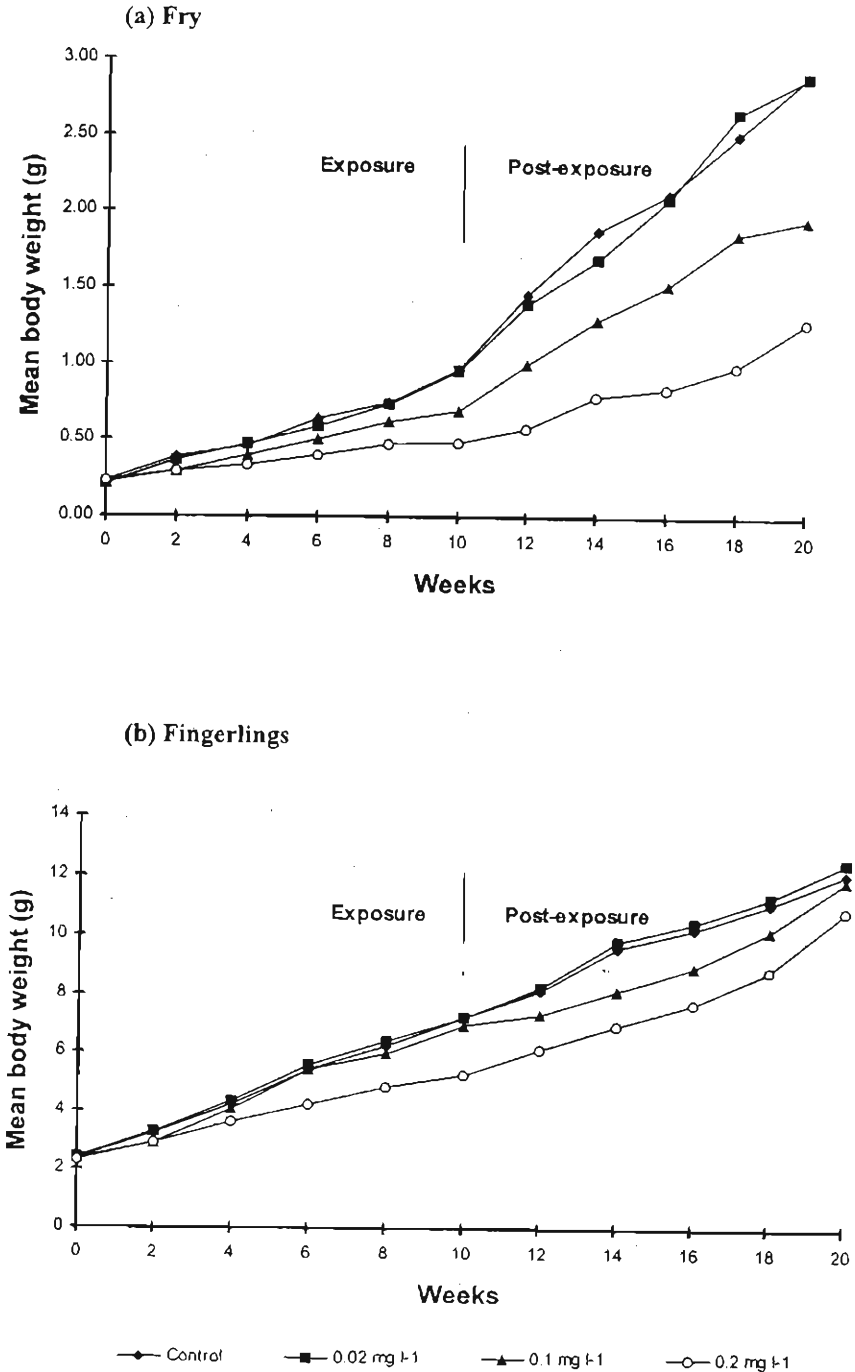 (a) Fry
3.00
2.50
2.00
1.50
1.00
0.50
0.00
Mean body weight (g)
Exposure
Post-exposure
0 2 4 6 8 10 12 14 16 18 20
Weeks
(b) Fingerlings
14
12
10
8
6
4
2
0
Mean body weight (g)
Exposure
Post-exposure
0 2 4 6 8 10 12 14 16 18 20
Weeks
Control 0.02 mg l-1 0.1 mg l-1 0.2 mg l-1